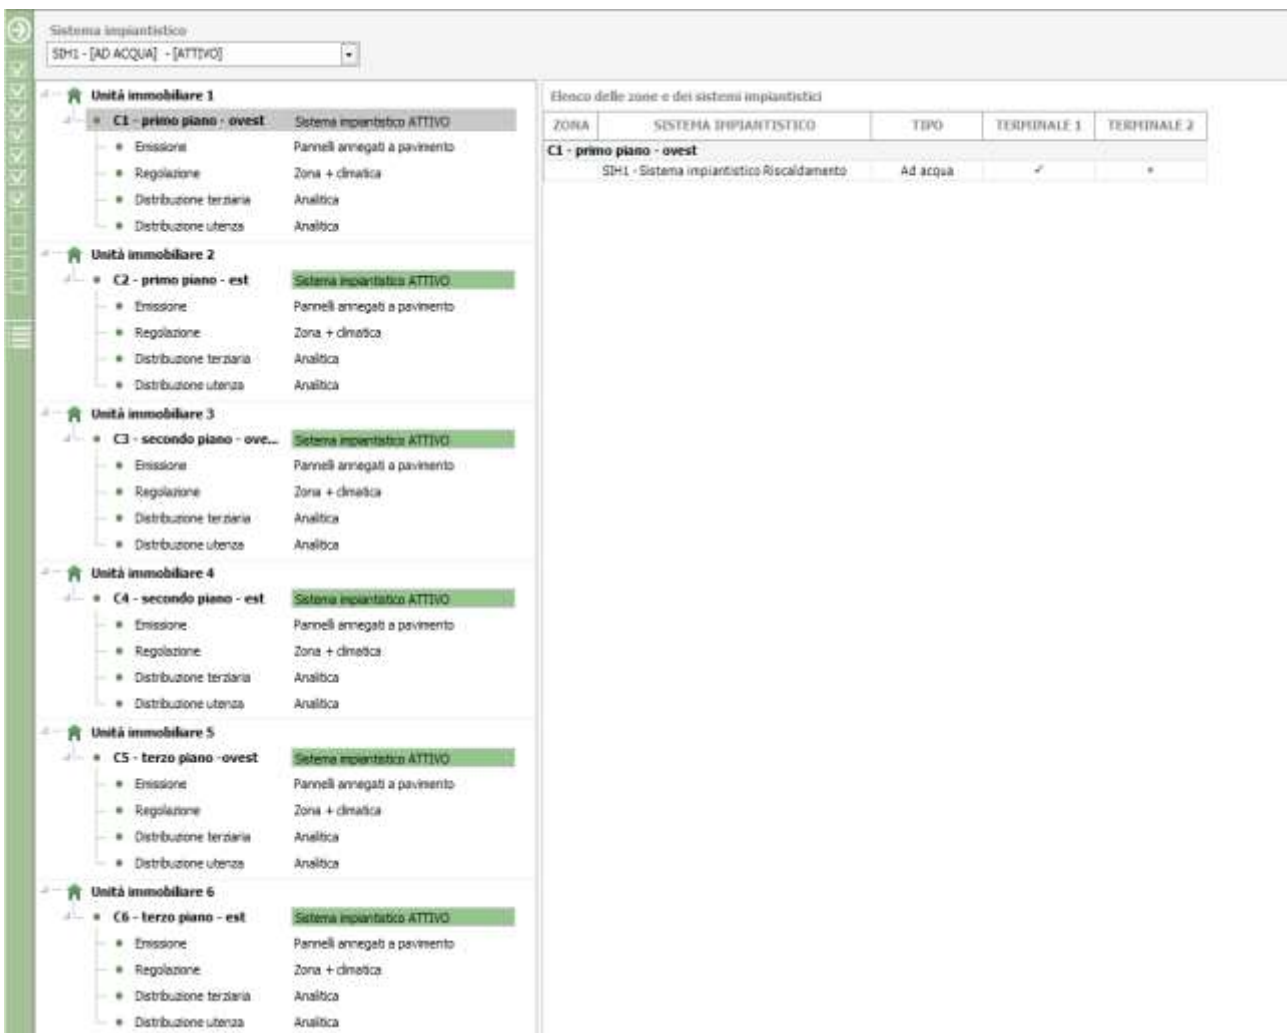 Sistema impiantistico
SIH1 - [AD ACQUA] - [ATTIVO]
Unità immobiliare 1
C1 - primo piano - ovest Sistema impiantistico ATTIVO
Emissione Pannelli annegati a pavimento
Regolazione Zona + climatica
Distribuzione terziaria Analitica
Distribuzione utenza Analitica
Unità immobiliare 2
C2 - primo piano - est Sistema impiantistico ATTIVO
Emissione Pannelli annegati a pavimento
Regolazione Zona + climatica
Distribuzione terziaria Analitica
Distribuzione utenza Analitica
Unità immobiliare 3
C3 - secondo piano - ove... Sistema impiantistico ATTIVO
Emissione Pannelli annegati a pavimento
Regolazione Zona + climatica
Distribuzione terziaria Analitica
Distribuzione utenza Analitica
Unità immobiliare 4
C4 - secondo piano - est Sistema impiantistico ATTIVO
Emissione Pannelli annegati a pavimento
Regolazione Zona + climatica
Distribuzione terziaria Analitica
Distribuzione utenza Analitica
Unità immobiliare 5
C5 - terzo piano -ovest Sistema impiantistico ATTIVO
Emissione Pannelli annegati a pavimento
Regolazione Zona + climatica
Distribuzione terziaria Analitica
Distribuzione utenza Analitica
Unità immobiliare 6
C6 - terzo piano - est Sistema impiantistico ATTIVO
Emissione Pannelli annegati a pavimento
Regolazione Zona + climatica
Distribuzione terziaria Analitica
Distribuzione utenza Analitica
Elenco delle zone e dei sistemi impiantistici
ZONA SISTEMA IMPIANTISTICO TIPO TERMINALE 1 TERMINALE 2
C1 - primo piano - ovest
SIH1 - Sistema impiantistico Riscaldamento Ad acqua